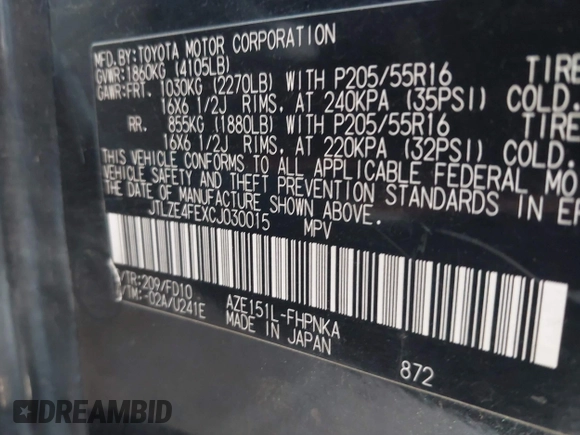 MFD.BY:TOYOTA MOTOR CORPORATION
GVWR:1860KG (4105LB)
GAWR:FRT. 1030KG (2270LB) WITH P205/55R16 TIRE
16X6 1/2J RIMS, AT 240KPA (35PSI) COLD.
RR. 855KG (1880LB) WITH P205/55R16 TIRE
16X6 1/2J RIMS, AT 220KPA (32PSI) COLD.
THIS VEHICLE CONFORMS TO ALL APPLICABLE FEDERAL MO
VEHICLE SAFETY AND THEFT PREVENTION STANDARDS IN E
OF MANUFACTURE SHOWN ABOVE.
JTLZE4FEXCJ030015 MPV
/TR:209/FD10 AZE151L-FHPNKA
/TM:-02A/U241E MADE IN JAPAN 872
DREAMBID